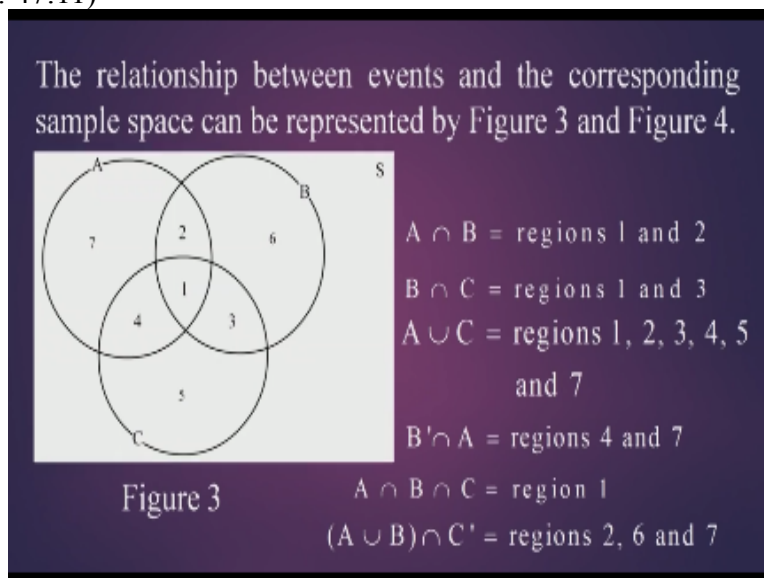 : 47:11)
The relationship between events and the corresponding
sample space can be represented by Figure 3 and Figure 4.
A
S
B
7
2
6
1
4
3
5
C
Figure 3
A ∩ B = regions 1 and 2
B ∩ C = regions 1 and 3
A ∪ C = regions 1, 2, 3, 4, 5
and 7
B'∩ A = regions 4 and 7
A ∩ B ∩ C = region 1
(A ∪ B)∩ C' = regions 2, 6 and 7